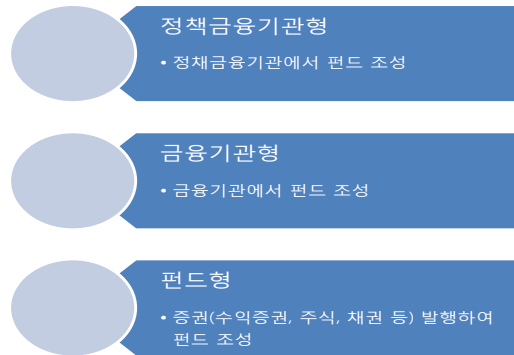 정책금융기관형
• 정채금융기관에서 펀드 조성
금융기관형
• 금융기관에서 펀드 조성
펀드형
• 증권(수익증권, 주식, 채권 등) 발행하여
펀드 조성